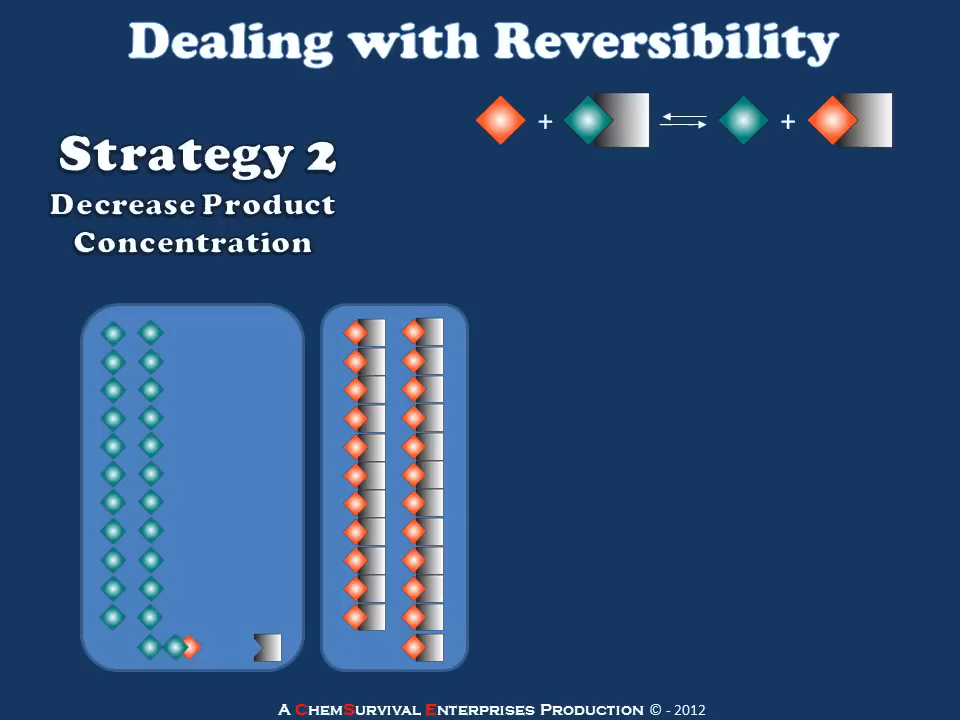 Dealing with Reversibility
+ +
Strategy 2
Decrease Product
Concentration
A ChemSurvival Enterprises Production © - 2012